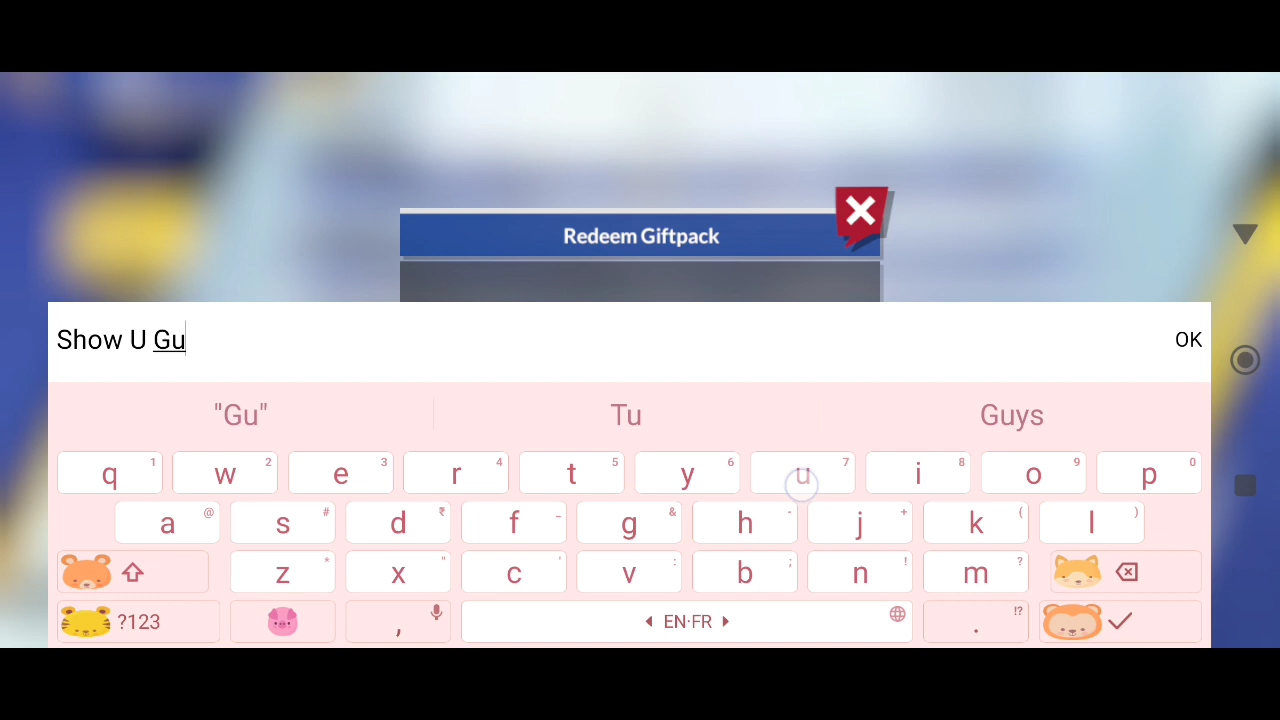 Redeem Giftpack
Show U Gu
OK
"Gu" Tu Guys
q 1 w 2 e 3 r 4 t 5 y 6 u 7 i 8 o 9 p 0
a @ s # d ₹ f _ g & h - j + k ( l )
z * x " c ' v : b ; n ! m ?
?123 , EN·FR . !?